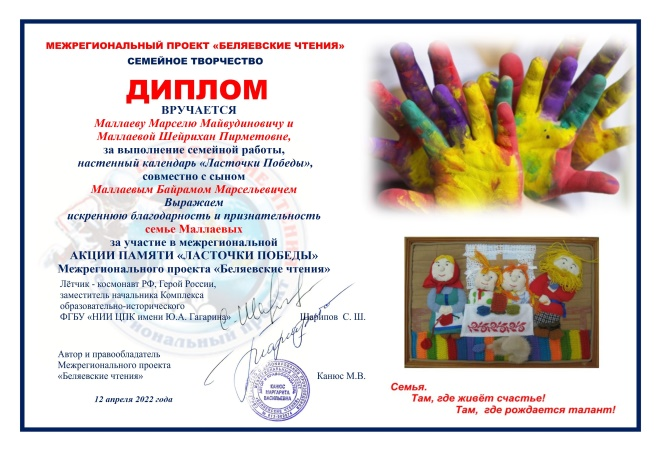 МЕЖРЕГИОНАЛЬНЫЙ ПРОЕКТ «БЕЛЯЕВСКИЕ ЧТЕНИЯ»
СЕМЕЙНОЕ ТВОРЧЕСТВО
ДИПЛОМ
ВРУЧАЕТСЯ
Маллаеву Марселю Майвудиновичу и
Маллаевой Шейрихан Пирметовне,
за выполнение семейной работы,
настенный календарь «Ласточки Победы»,
совместно с сыном
Маллаевым Байрамом Марсельевичем
Выражаем
искреннюю благодарность и признательность
семье Маллаевых
за участие в межрегиональной
АКЦИИ ПАМЯТИ «ЛАСТОЧКИ ПОБЕДЫ»
Межрегионального проекта «Беляевские чтения»
Лётчик - космонавт РФ, Герой России,
заместитель начальника Комплекса
образовательно-исторического
ФГБУ «НИИ ЦПК имени Ю.А. Гагарина»
Шарипов С. Ш.
Автор и правообладатель
Межрегионального проекта
«Беляевские чтения»
Канюс М.В.
КАНЮС
МАРГАРИТА
ВАСИЛЬЕВНА
12 апреля 2022 года
Семья.
Там, где живёт счастье!
Там, где рождается талант!